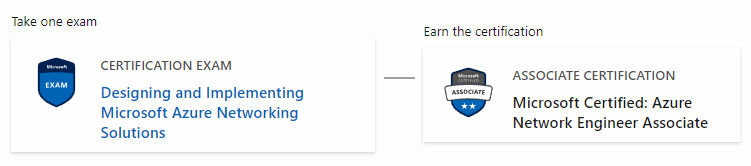 Take one exam
Microsoft
EXAM
CERTIFICATION EXAM
Designing and Implementing
Microsoft Azure Networking
Solutions
Earn the certification
Microsoft
CERTIFIED
ASSOCIATE
ASSOCIATE CERTIFICATION
Microsoft Certified: Azure
Network Engineer Associate